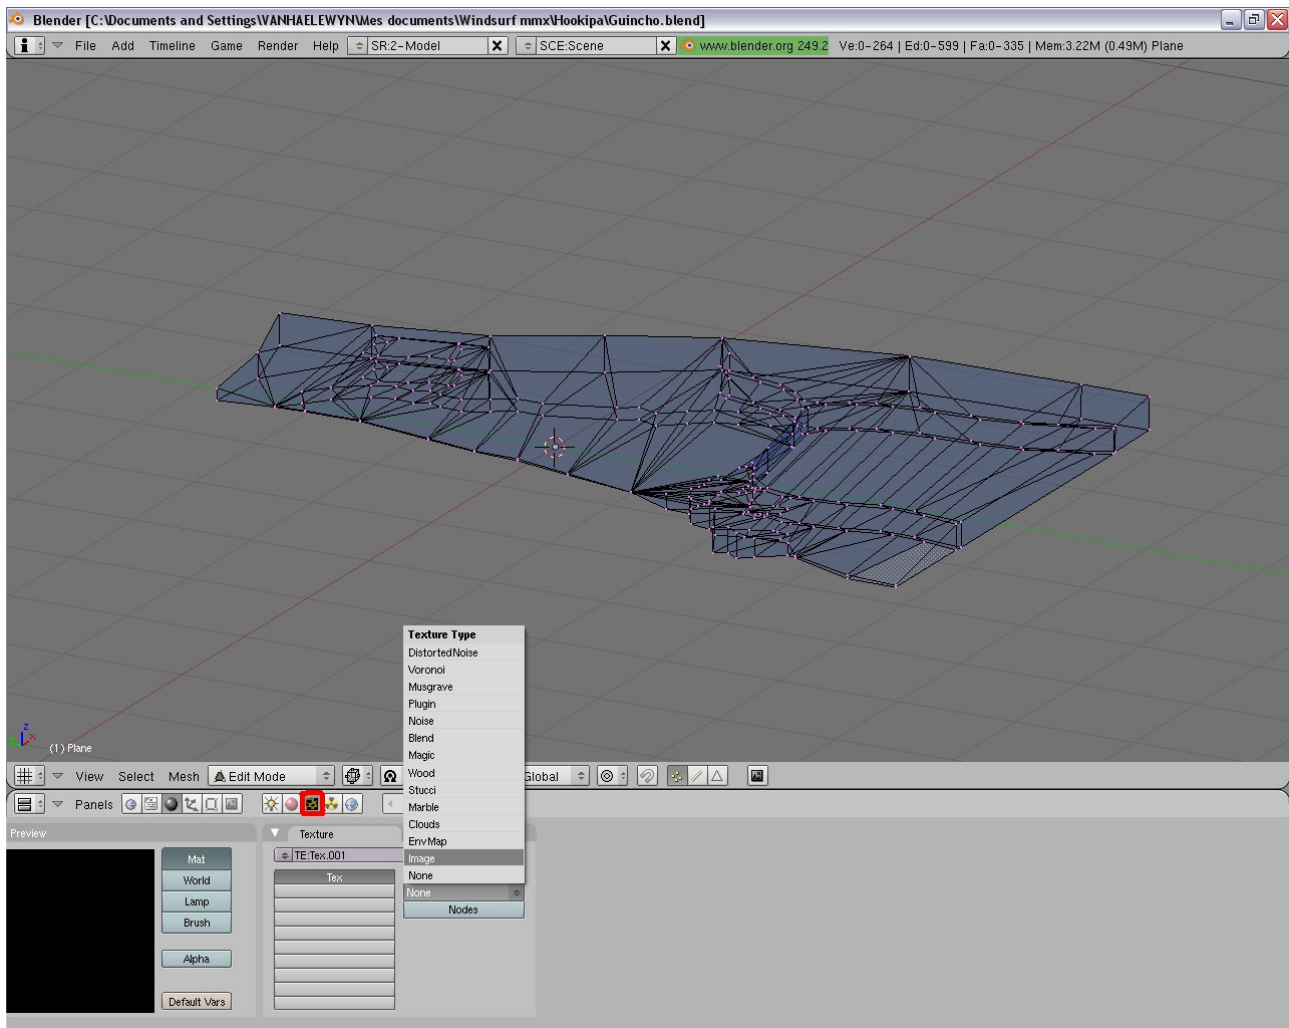 Blender [C:\Documents and Settings\VANHAELEWYN\Mes documents\Windsurf mmx\Hookipa\Guincho.blend]
File Add Timeline Game Render Help SR:2-Model SCE:Scene www.blender.org 249.2 Ve:0-264 | Ed:0-599 | Fa:0-335 | Mem:3.22M (0.49M) Plane
Texture Type
DistortedNoise
Voronoi
Musgrave
Plugin
Noise
Blend
Magic
Wood
Stucci
Marble
Clouds
EnvMap
Image
None
None
Nodes
z
x
(1) Plane
View Select Mesh Edit Mode Global
Panels
Preview
Mat
World
Lamp
Brush
Alpha
Default Vars
Texture
TE:Tex.001
Tex